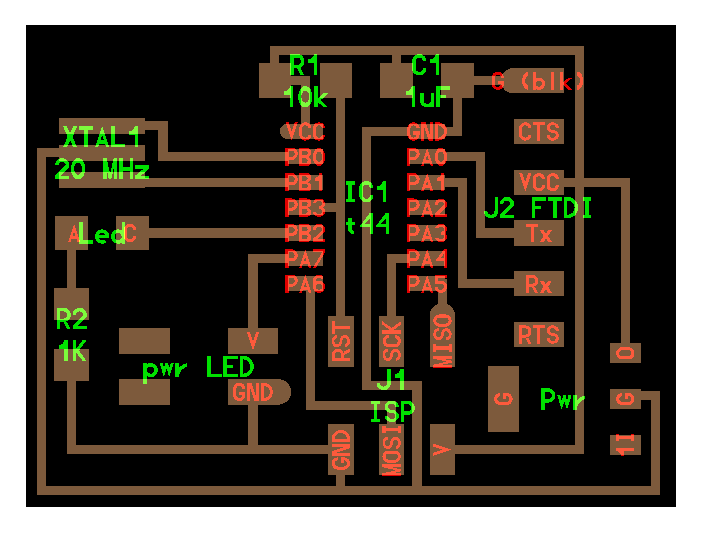 R1
C1
G (blk)
10k
1uF
VCC
GND
CTS
XTAL1
20 MHz
PB0
PA0
PB1
PA1
VCC
IC1
PB3
PA2
J2 FTDI
t44
A
Led
C
PB2
PA3
Tx
PA7
PA4
PA6
PA5
Rx
R2
1K
V
RST
SCK
MISO
RTS
O
pwr LED
GND
J1
ISP
G
Pwr
G
GND
MOSI
V
1I